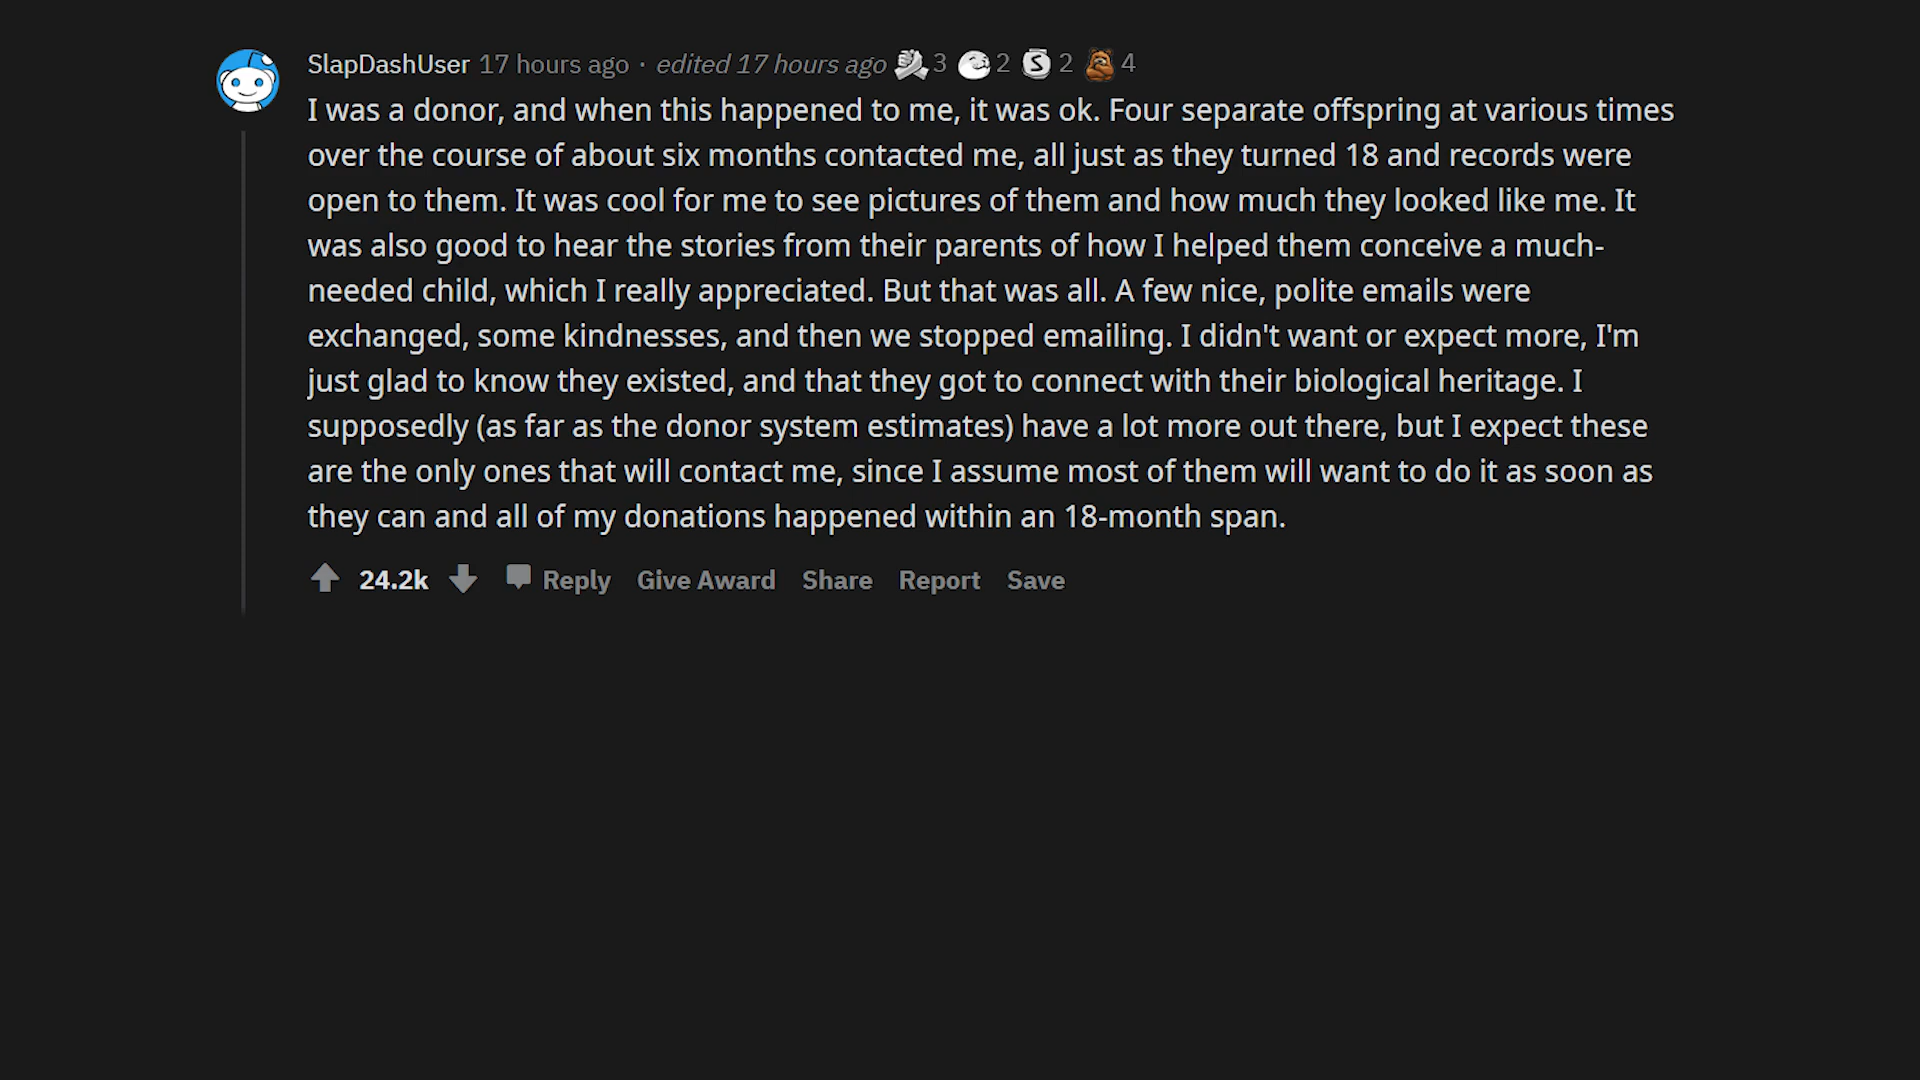 SlapDashUser 17 hours ago · edited 17 hours ago 3 2 S 2 4
I was a donor, and when this happened to me, it was ok. Four separate offspring at various times
over the course of about six months contacted me, all just as they turned 18 and records were
open to them. It was cool for me to see pictures of them and how much they looked like me. It
was also good to hear the stories from their parents of how I helped them conceive a much-
needed child, which I really appreciated. But that was all. A few nice, polite emails were
exchanged, some kindnesses, and then we stopped emailing. I didn't want or expect more, I'm
just glad to know they existed, and that they got to connect with their biological heritage. I
supposedly (as far as the donor system estimates) have a lot more out there, but I expect these
are the only ones that will contact me, since I assume most of them will want to do it as soon as
they can and all of my donations happened within an 18-month span.
24.2k Reply Give Award Share Report Save